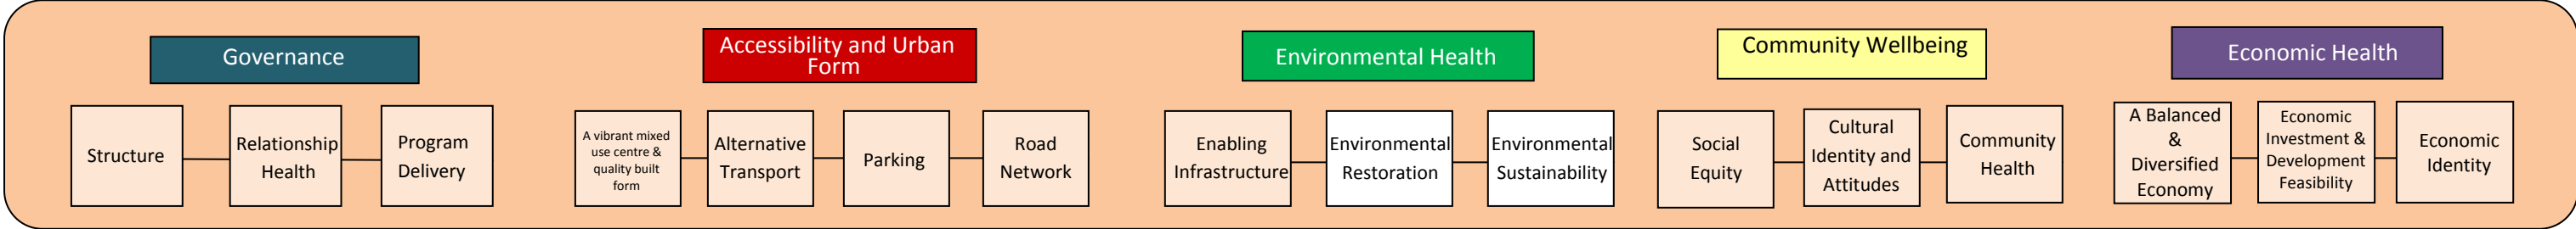 Governance
Structure
Relationship
Health
Program
Delivery
Accessibility and Urban
Form
A vibrant mixed
use centre &
quality built
form
Alternative
Transport
Parking
Road
Network
Environmental Health
Enabling
Infrastructure
Environmental
Restoration
Environmental
Sustainability
Community Wellbeing
Social
Equity
Cultural
Identity and
Attitudes
Community
Health
Economic Health
A Balanced
&
Diversified
Economy
Economic
Investment &
Development
Feasibility
Economic
Identity